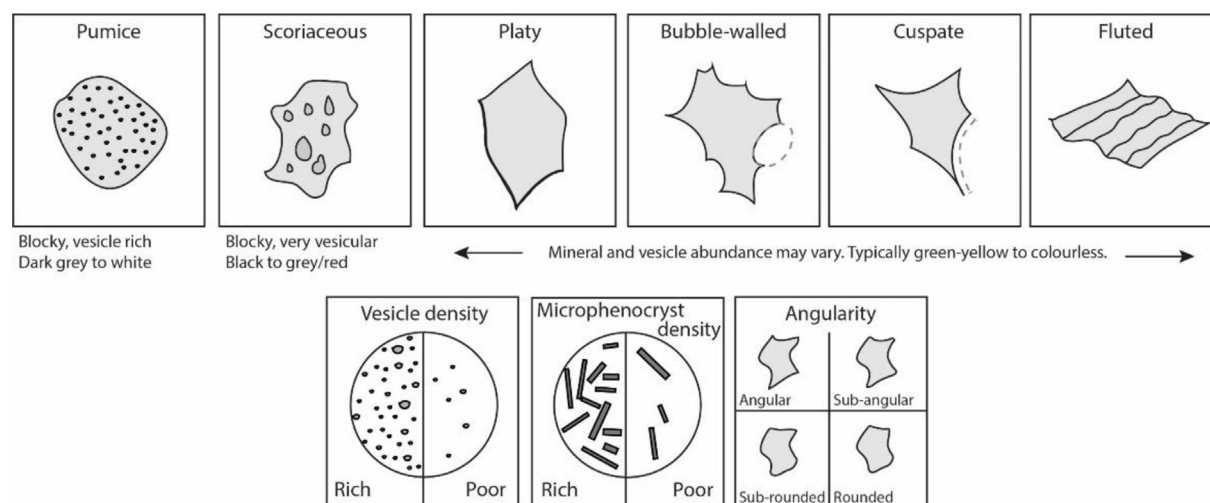 Pumice
Scoriaceous
Platy
Bubble-walled
Cuspate
Fluted
Blocky, vesicle rich
Dark grey to white
Blocky, very vesicular
Black to grey/red
Mineral and vesicle abundance may vary. Typically green-yellow to colourless.
Vesicle density
Rich
Poor
Microphenocryst
density
Rich
Poor
Angularity
Angular
Sub-angular
Sub-rounded
Rounded